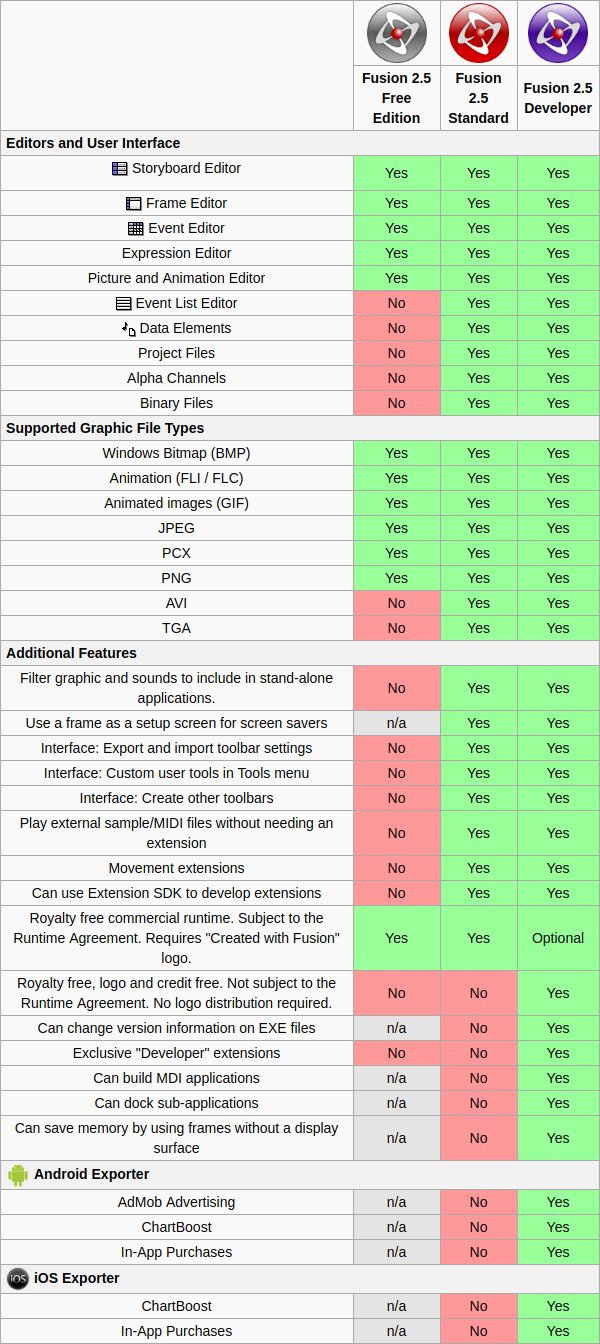 Fusion 2.5 Free Edition
Fusion 2.5 Standard
Fusion 2.5 Developer
Editors and User Interface
Storyboard Editor Yes Yes Yes
Frame Editor Yes Yes Yes
Event Editor Yes Yes Yes
Expression Editor Yes Yes Yes
Picture and Animation Editor Yes Yes Yes
Event List Editor No Yes Yes
Data Elements No Yes Yes
Project Files No Yes Yes
Alpha Channels No Yes Yes
Binary Files No Yes Yes
Supported Graphic File Types
Windows Bitmap (BMP) Yes Yes Yes
Animation (FLI / FLC) Yes Yes Yes
Animated images (GIF) Yes Yes Yes
JPEG Yes Yes Yes
PCX Yes Yes Yes
PNG Yes Yes Yes
AVI No Yes Yes
TGA No Yes Yes
Additional Features
Filter graphic and sounds to include in stand-alone
applications. No Yes Yes
Use a frame as a setup screen for screen savers n/a Yes Yes
Interface: Export and import toolbar settings No Yes Yes
Interface: Custom user tools in Tools menu No Yes Yes
Interface: Create other toolbars No Yes Yes
Play external sample/MIDI files without needing an
extension No Yes Yes
Movement extensions No Yes Yes
Can use Extension SDK to develop extensions No Yes Yes
Royalty free commercial runtime. Subject to the
Runtime Agreement. Requires "Created with Fusion"
logo. Yes Yes Optional
Royalty free, logo and credit free. Not subject to the
Runtime Agreement. No logo distribution required. No No Yes
Can change version information on EXE files n/a No Yes
Exclusive "Developer" extensions No No Yes
Can build MDI applications n/a No Yes
Can dock sub-applications n/a No Yes
Can save memory by using frames without a display
surface n/a No Yes
Android Exporter
AdMob Advertising n/a No Yes
ChartBoost n/a No Yes
In-App Purchases n/a No Yes
iOS iOS Exporter
ChartBoost n/a No Yes
In-App Purchases n/a No Yes